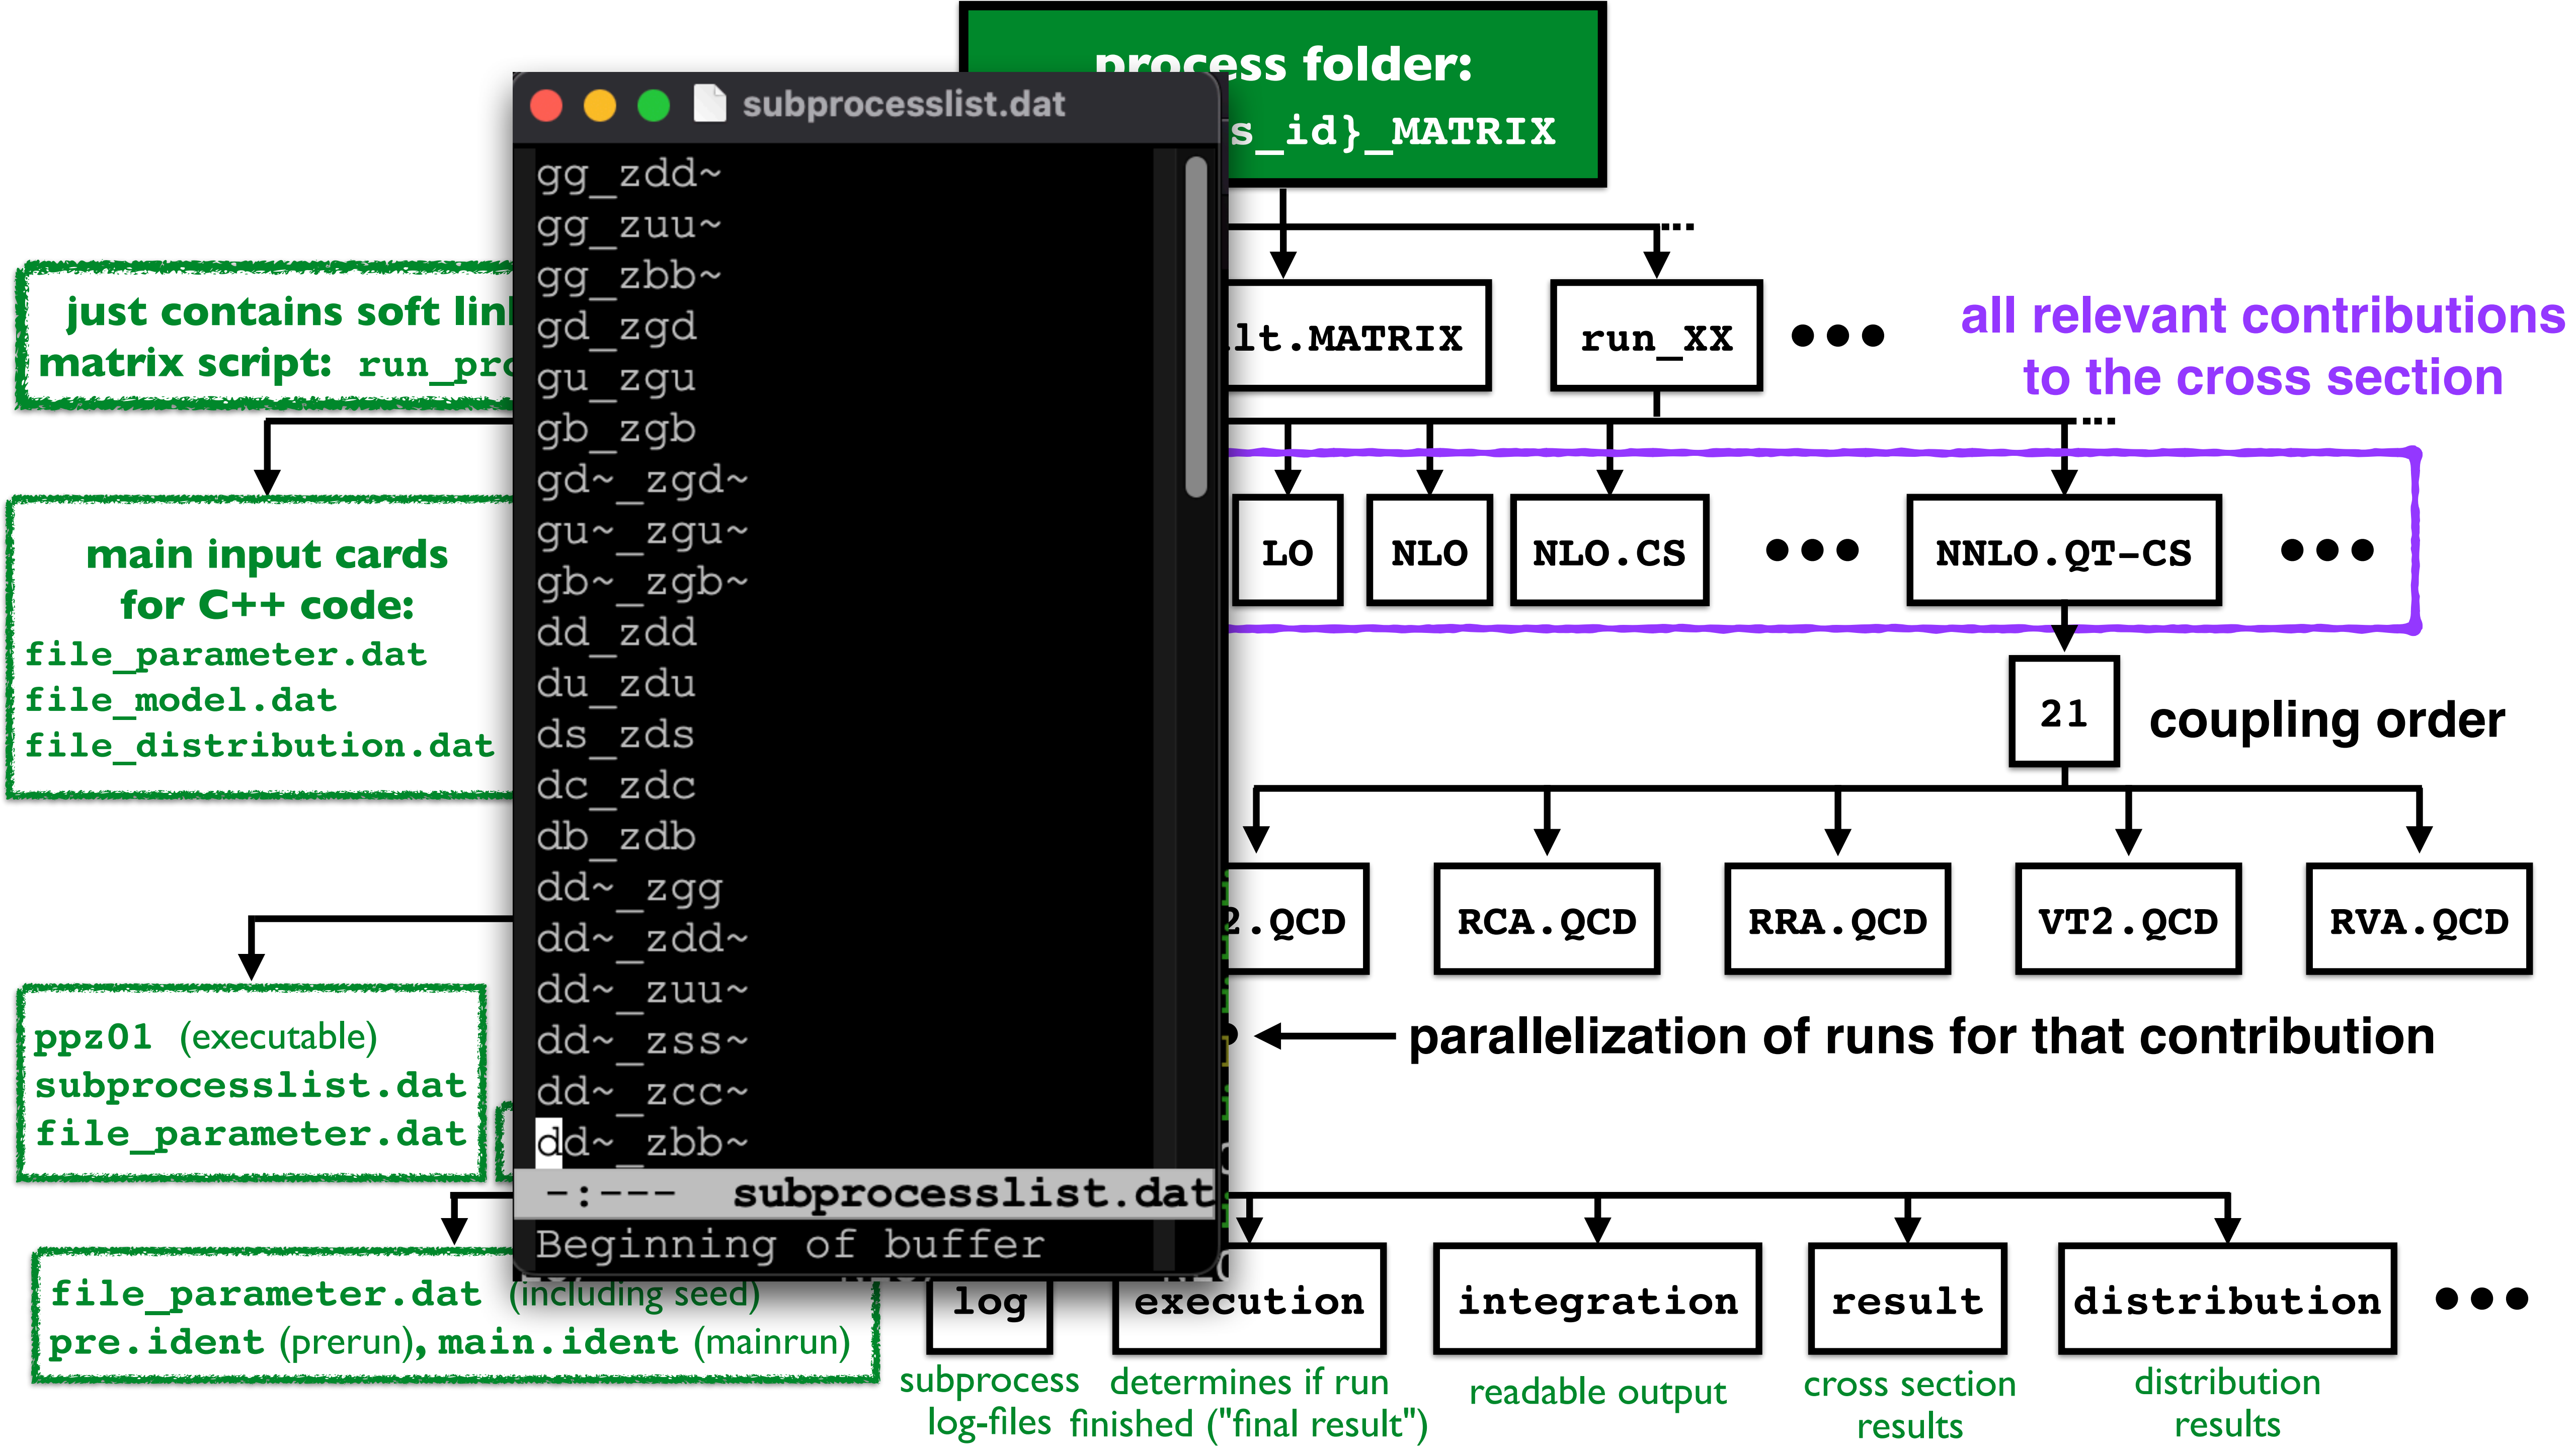 process folder:
s_id}_MATRIX
subprocesslist.dat
gg_zdd~
gg_zuu~
gg_zbb~
gd_zgd
gu_zgu
gb_zgb
gd~_zgd~
gu~_zgu~
gb~_zgb~
dd_zdd
du_zdu
ds_zds
dc_zdc
db_zdb
dd~_zgg
dd~_zdd~
dd~_zuu~
dd~_zss~
dd~_zcc~
dd~_zbb~
-:--- subprocesslist.dat
Beginning of buffer
just contains soft link
matrix script: run_pro
lt.MATRIX
run_XX
•••
all relevant contributions
to the cross section
main input cards
for C++ code:
file_parameter.dat
file_model.dat
file_distribution.dat
LO
NLO
NLO.CS
•••
NNLO.QT-CS
•••
21
coupling order
2.QCD
RCA.QCD
RRA.QCD
VT2.QCD
RVA.QCD
ppz01 (executable)
subprocesslist.dat
file_parameter.dat
parallelization of runs for that contribution
file_parameter.dat (including seed)
pre.ident (prerun), main.ident (mainrun)
log
execution
integration
result
distribution
•••
subprocess
log-files
determines if run
finished ("final result")
readable output
cross section
results
distribution
results